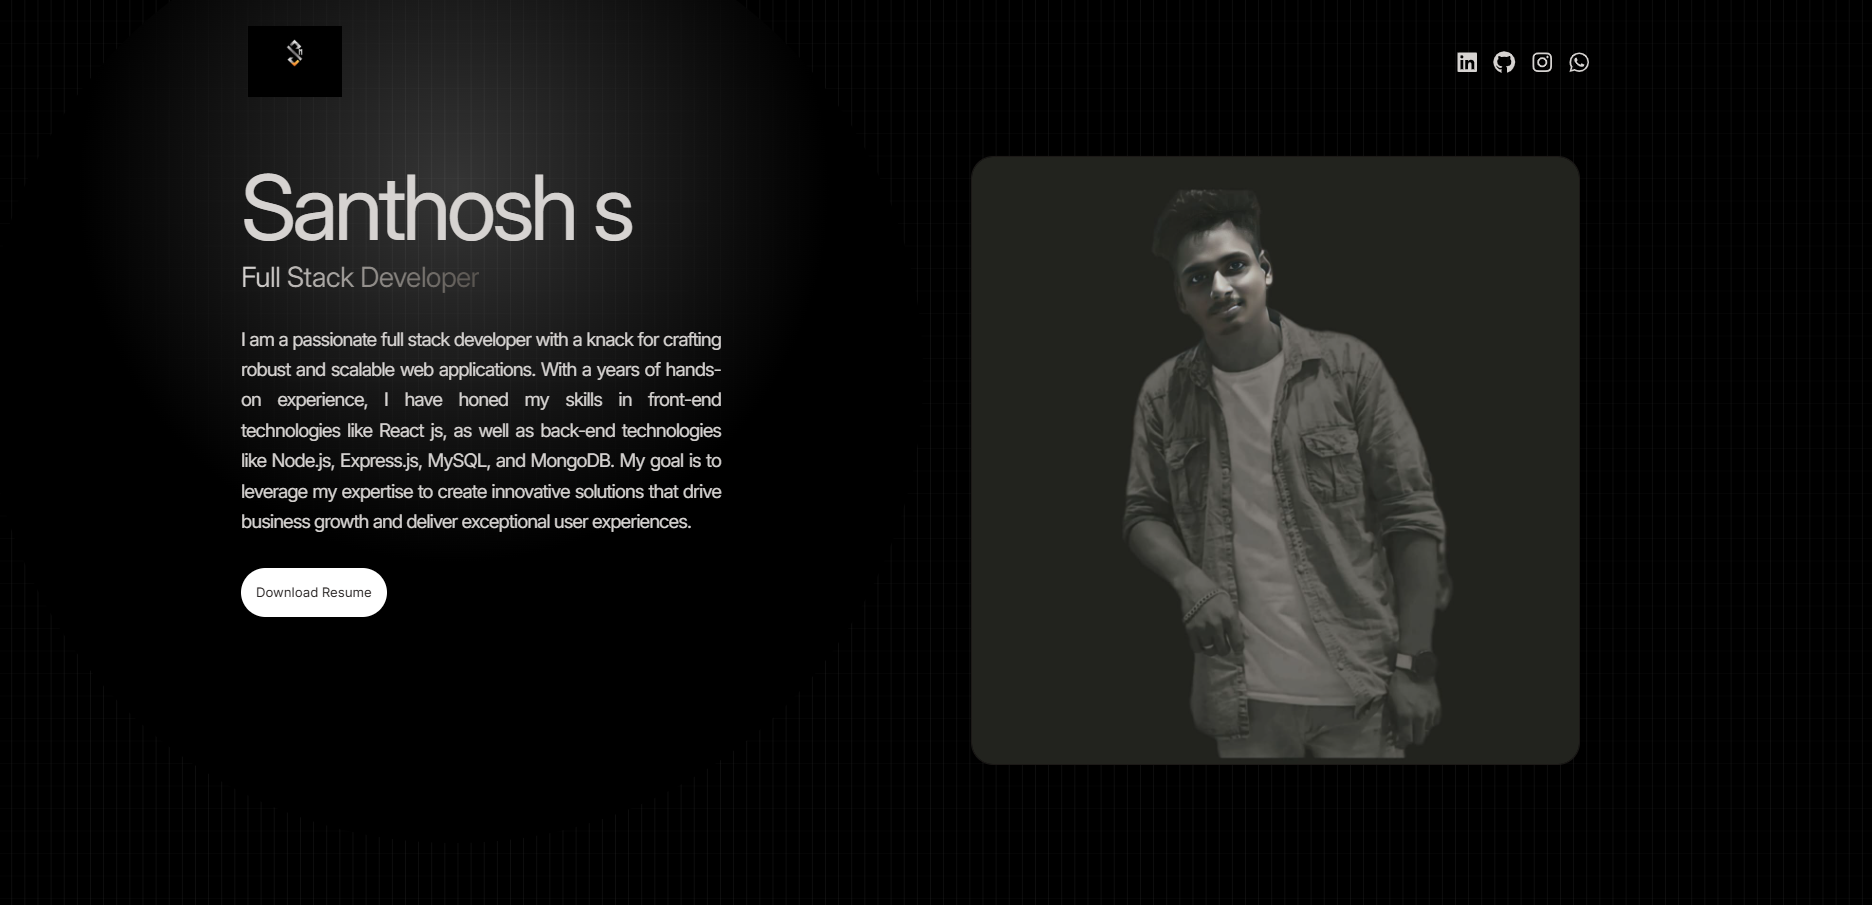 Santhosh s
Full Stack Developer
I am a passionate full stack developer with a knack for crafting
robust and scalable web applications. With a years of hands-
on experience, I have honed my skills in front-end
technologies like React js, as well as back-end technologies
like Node.js, Express.js, MySQL, and MongoDB. My goal is to
leverage my expertise to create innovative solutions that drive
business growth and deliver exceptional user experiences.
Download Resume